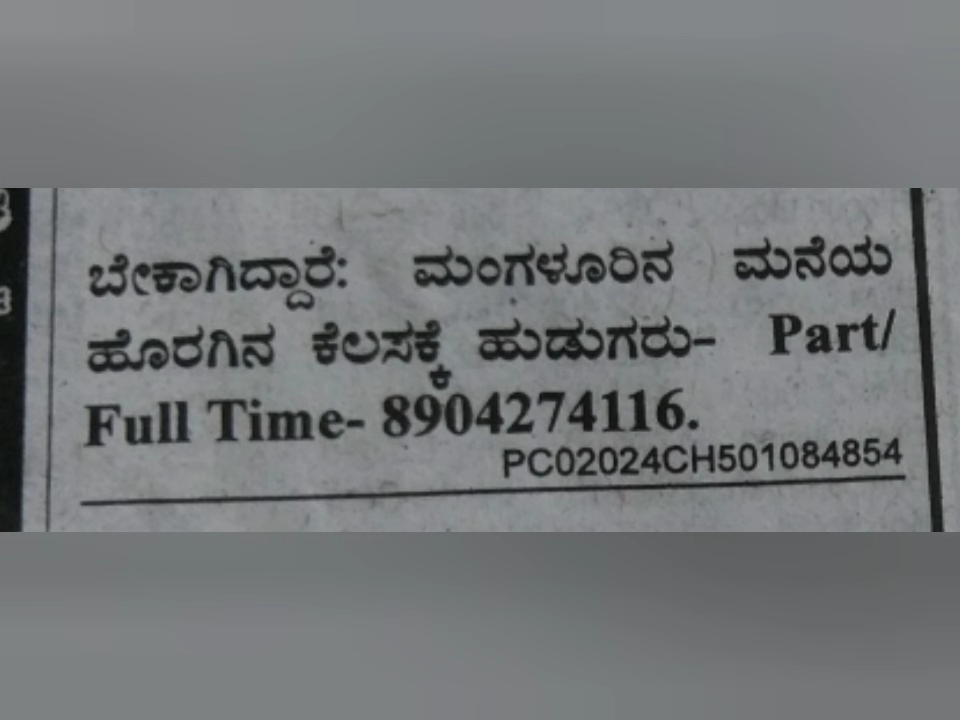 ಬೇಕಾಗಿದ್ದಾರೆ: ಮಂಗಳೂರಿನ ಮನೆಯ
ಹೊರಗಿನ ಕೆಲಸಕ್ಕೆ ಹುಡುಗರು- Part/
Full Time- 8904274116.
PC02024CH501084854